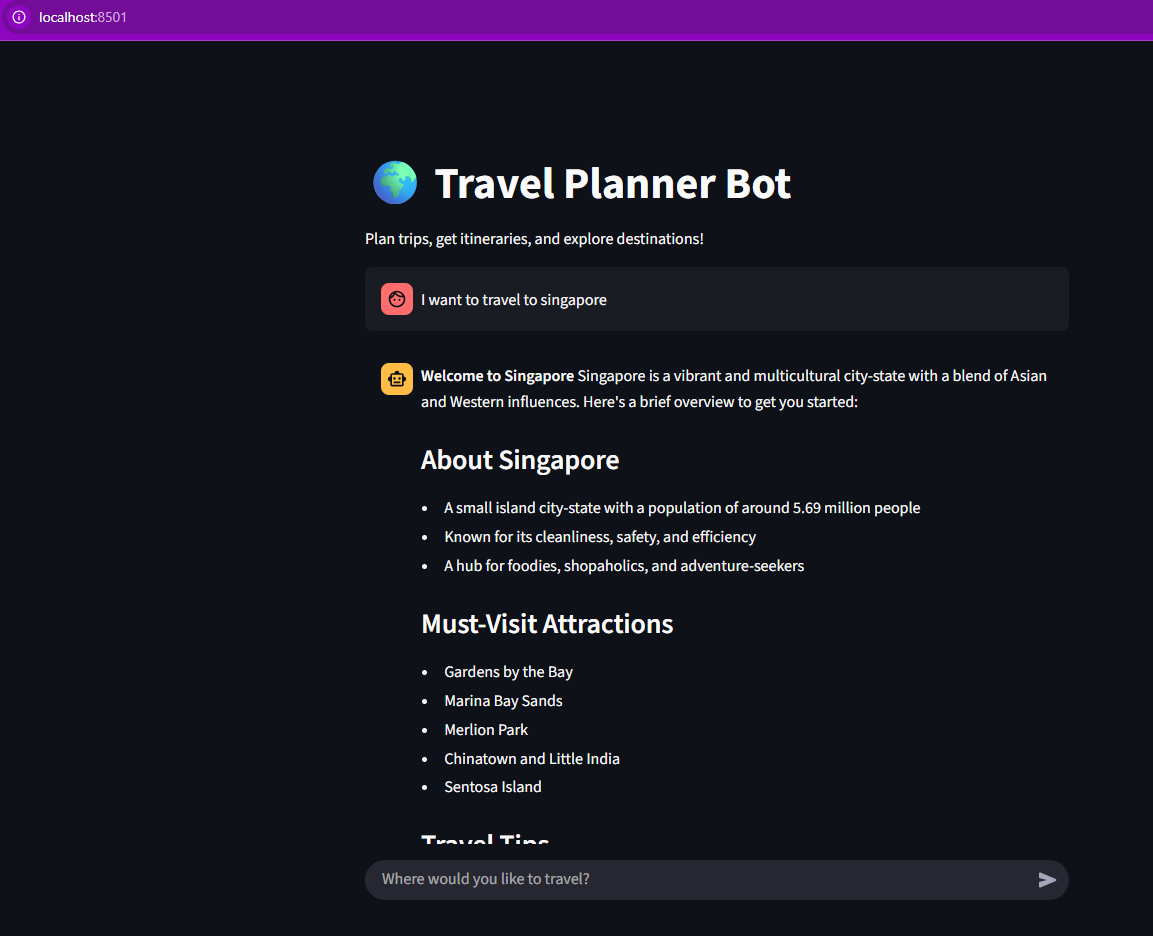 localhost:8501
Travel Planner Bot
Plan trips, get itineraries, and explore destinations!
I want to travel to singapore
Welcome to Singapore Singapore is a vibrant and multicultural city-state with a blend of Asian
and Western influences. Here's a brief overview to get you started:
About Singapore
• A small island city-state with a population of around 5.69 million people
• Known for its cleanliness, safety, and efficiency
• A hub for foodies, shopaholics, and adventure-seekers
Must-Visit Attractions
• Gardens by the Bay
• Marina Bay Sands
• Merlion Park
• Chinatown and Little India
• Sentosa Island
Travel Tips
Where would you like to travel?